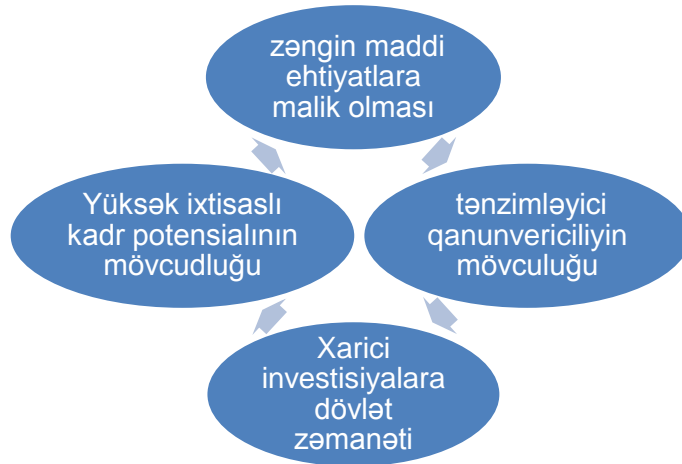 zəngin maddi
ehtiyatlara
malik olması
Yüksək ixtisaslı
kadr potensialının
mövcudluğu
tənzimləyici
qanunvericiliyin
mövculuğu
Xarici
investisiyalara
dövlət
zəmanəti